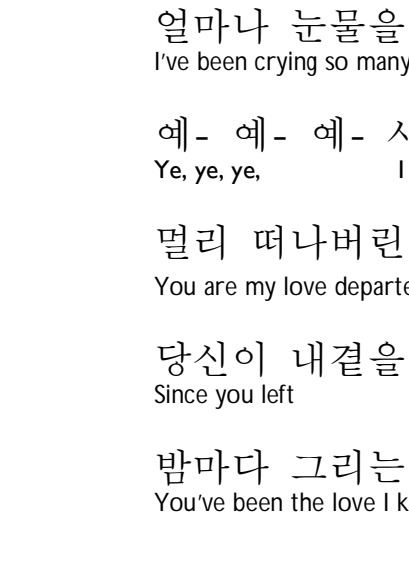 얼마나 눈물을
I've been crying so many
예- 예- 예-
Ye, ye, ye, I
멀리 떠나버린
You are my love
당신이 내곁을
Since you left
밤마다 그리는
You've been the love I